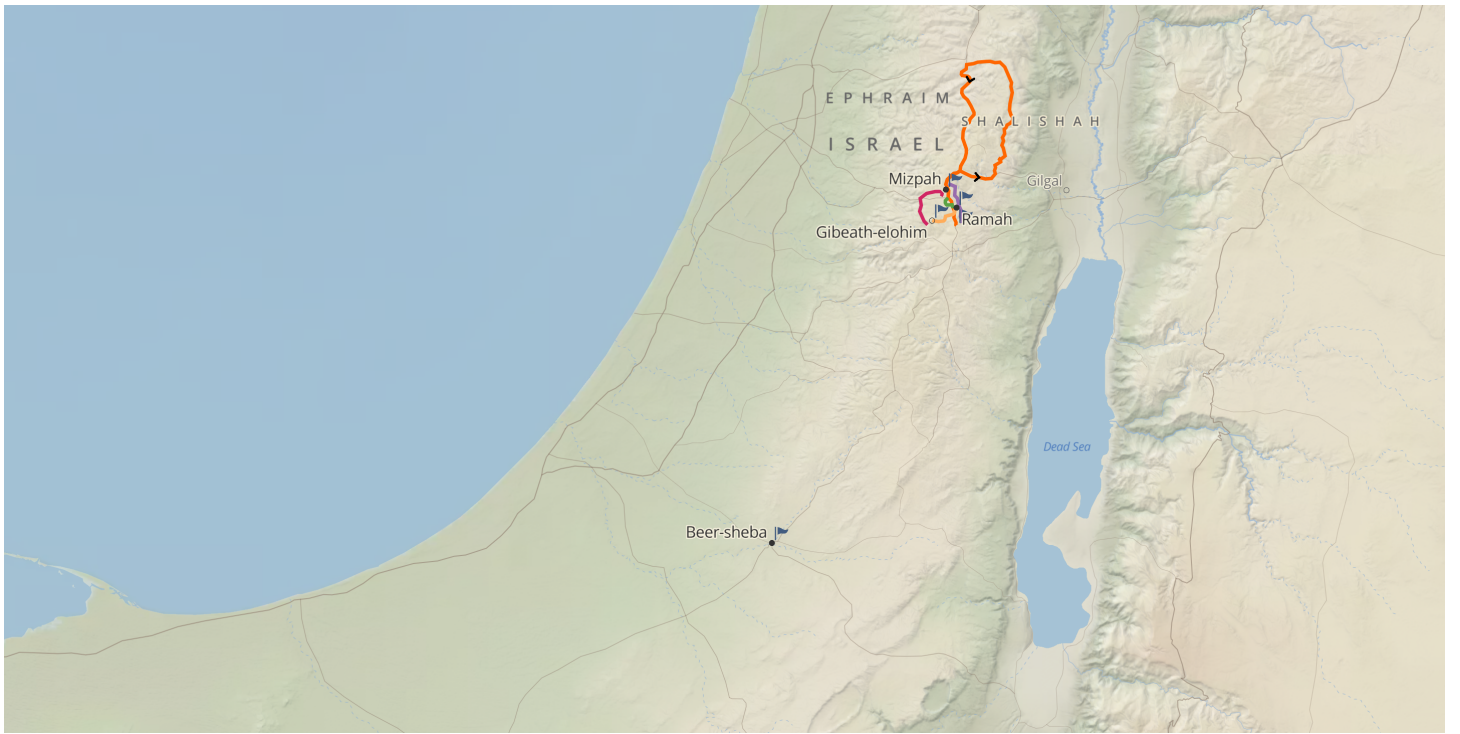 EPHRAIM
SHALISHAH
ISRAEL
Mizpah
Gilgal
Ramah
Gibeath-elohim
Dead Sea
Beer-sheba